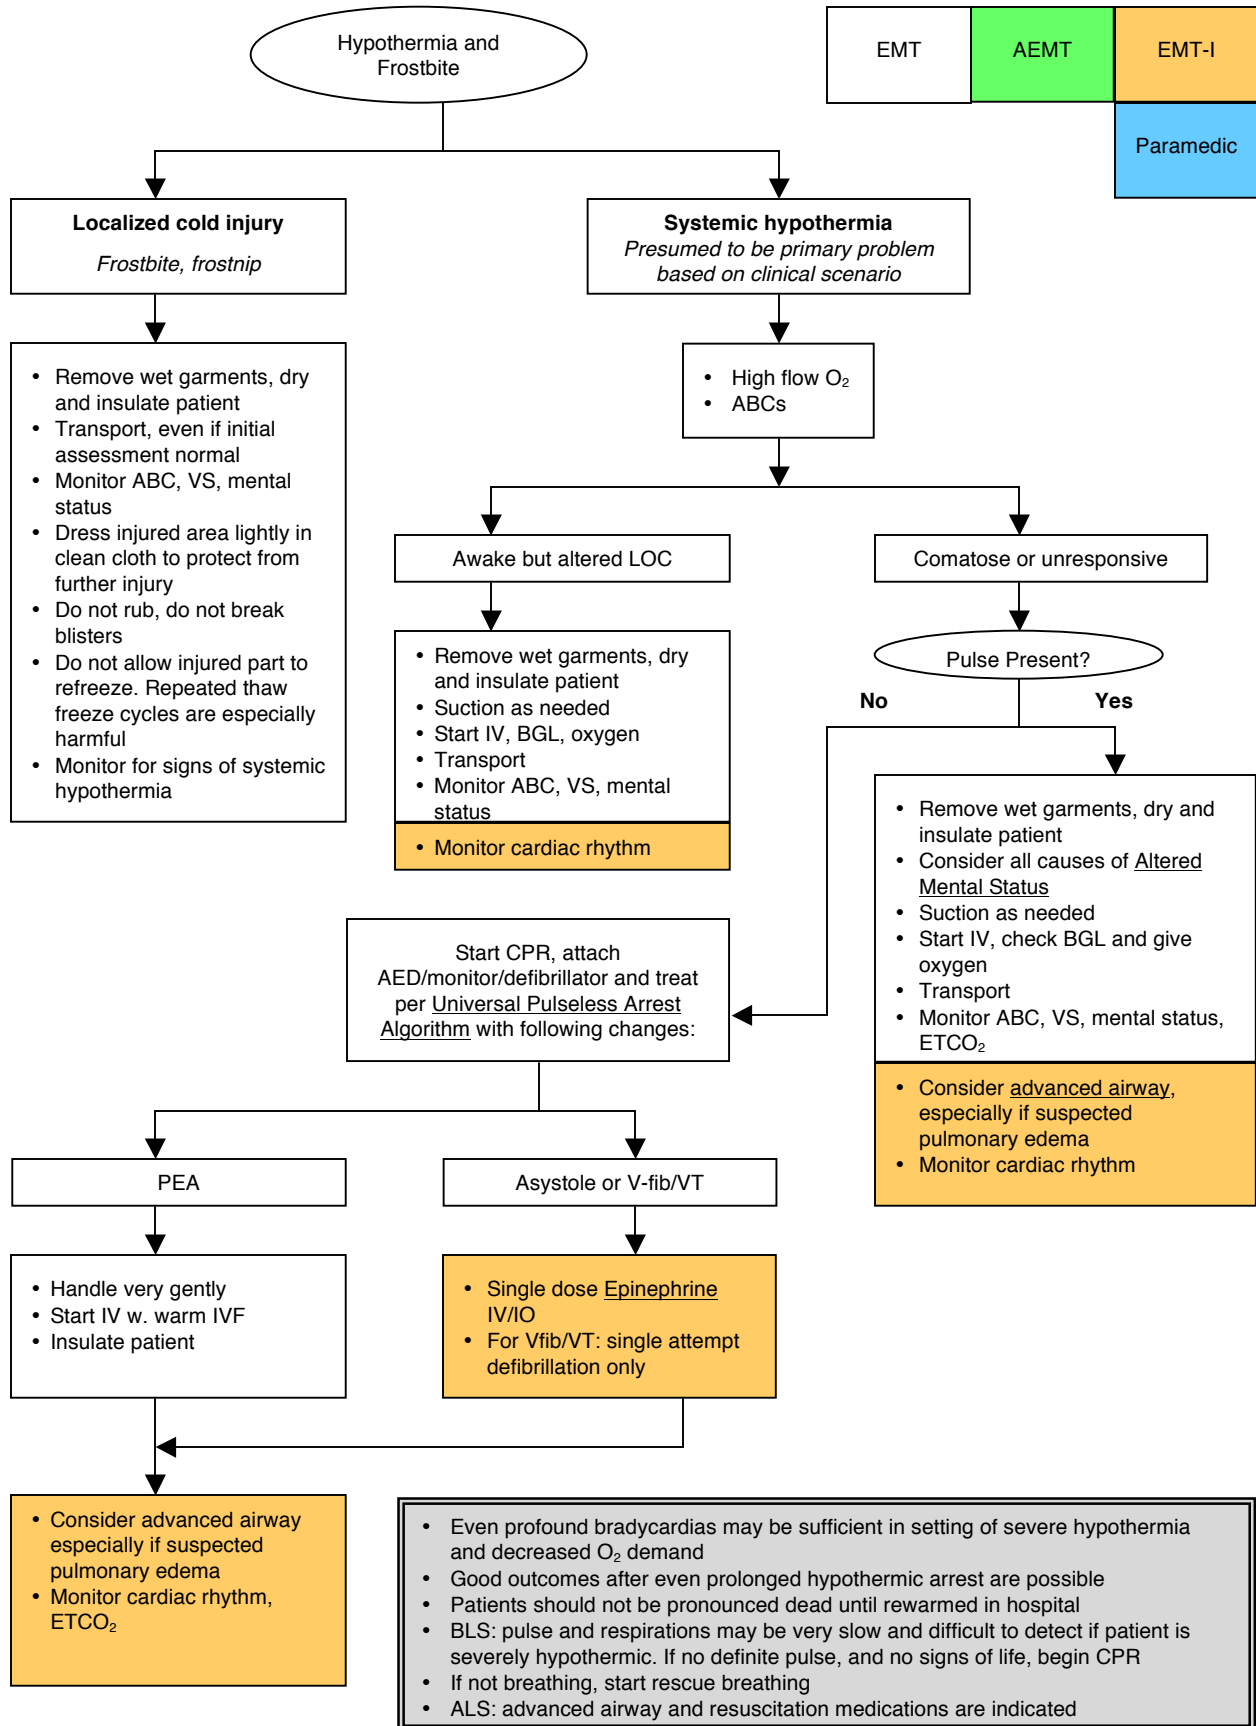 Hypothermia and
Frostbite
EMT
AEMT
EMT-I
Paramedic
Localized cold injury
Frostbite, frostnip
Systemic hypothermia
Presumed to be primary problem
based on clinical scenario
• Remove wet garments, dry
and insulate patient
• Transport, even if initial
assessment normal
• Monitor ABC, VS, mental
status
• Dress injured area lightly in
clean cloth to protect from
further injury
• Do not rub, do not break
blisters
• Do not allow injured part to
refreeze. Repeated thaw
freeze cycles are especially
harmful
• Monitor for signs of systemic
hypothermia
• High flow O₂
• ABCs
Awake but altered LOC
Comatose or unresponsive
• Remove wet garments, dry
and insulate patient
• Suction as needed
• Start IV, BGL, oxygen
• Transport
• Monitor ABC, VS, mental
status
• Monitor cardiac rhythm
Pulse Present?
No
Yes
• Remove wet garments, dry and
insulate patient
• Consider all causes of Altered
Mental Status
• Suction as needed
• Start IV, check BGL and give
oxygen
• Transport
• Monitor ABC, VS, mental status,
ETCO₂
• Consider advanced airway,
especially if suspected
pulmonary edema
• Monitor cardiac rhythm
Start CPR, attach
AED/monitor/defibrillator and treat
per Universal Pulseless Arrest
Algorithm with following changes:
PEA
Asystole or V-fib/VT
• Handle very gently
• Start IV w. warm IVF
• Insulate patient
• Single dose Epinephrine
IV/IO
• For Vfib/VT: single attempt
defibrillation only
• Consider advanced airway
especially if suspected
pulmonary edema
• Monitor cardiac rhythm,
ETCO₂
• Even profound bradycardias may be sufficient in setting of severe hypothermia
and decreased O₂ demand
• Good outcomes after even prolonged hypothermic arrest are possible
• Patients should not be pronounced dead until rewarmed in hospital
• BLS: pulse and respirations may be very slow and difficult to detect if patient is
severely hypothermic. If no definite pulse, and no signs of life, begin CPR
• If not breathing, start rescue breathing
• ALS: advanced airway and resuscitation medications are indicated